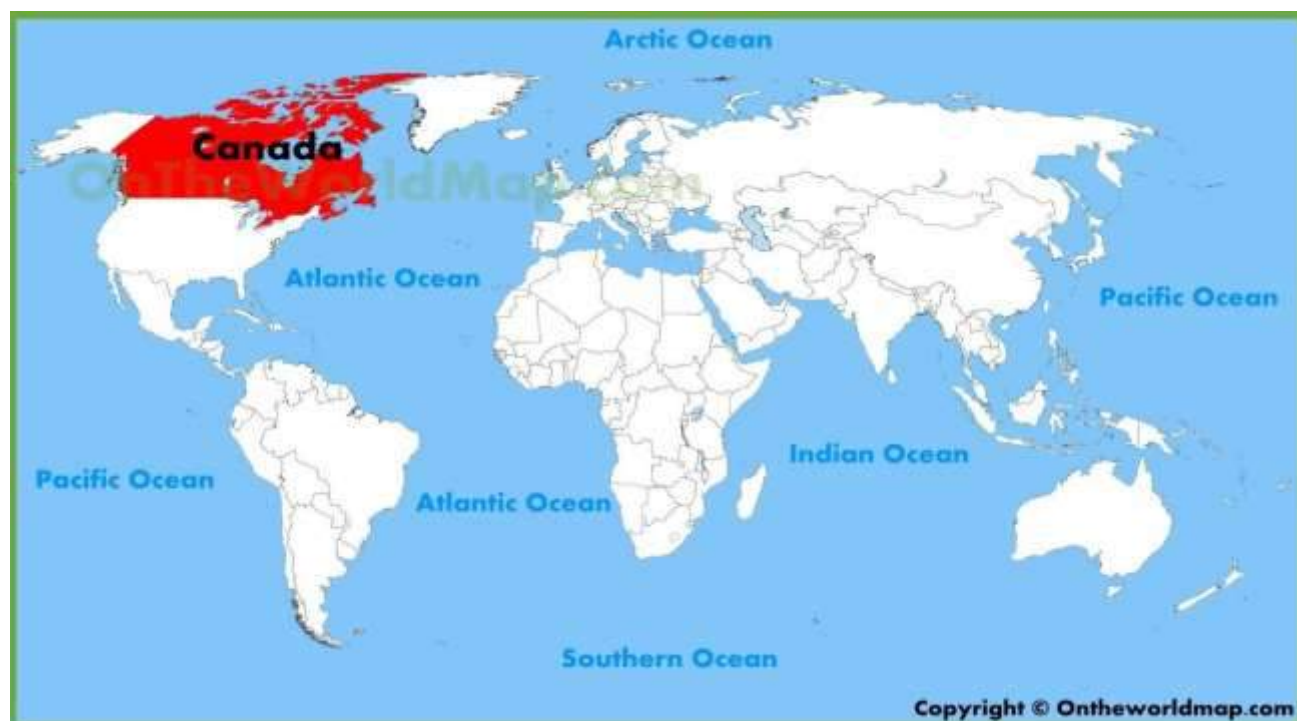 Arctic Ocean
Canada
OnTheWorldMap.com
Atlantic Ocean
Pacific Ocean
Indian Ocean
Pacific Ocean
Atlantic Ocean
Southern Ocean
Copyright © Ontheworldmap.com